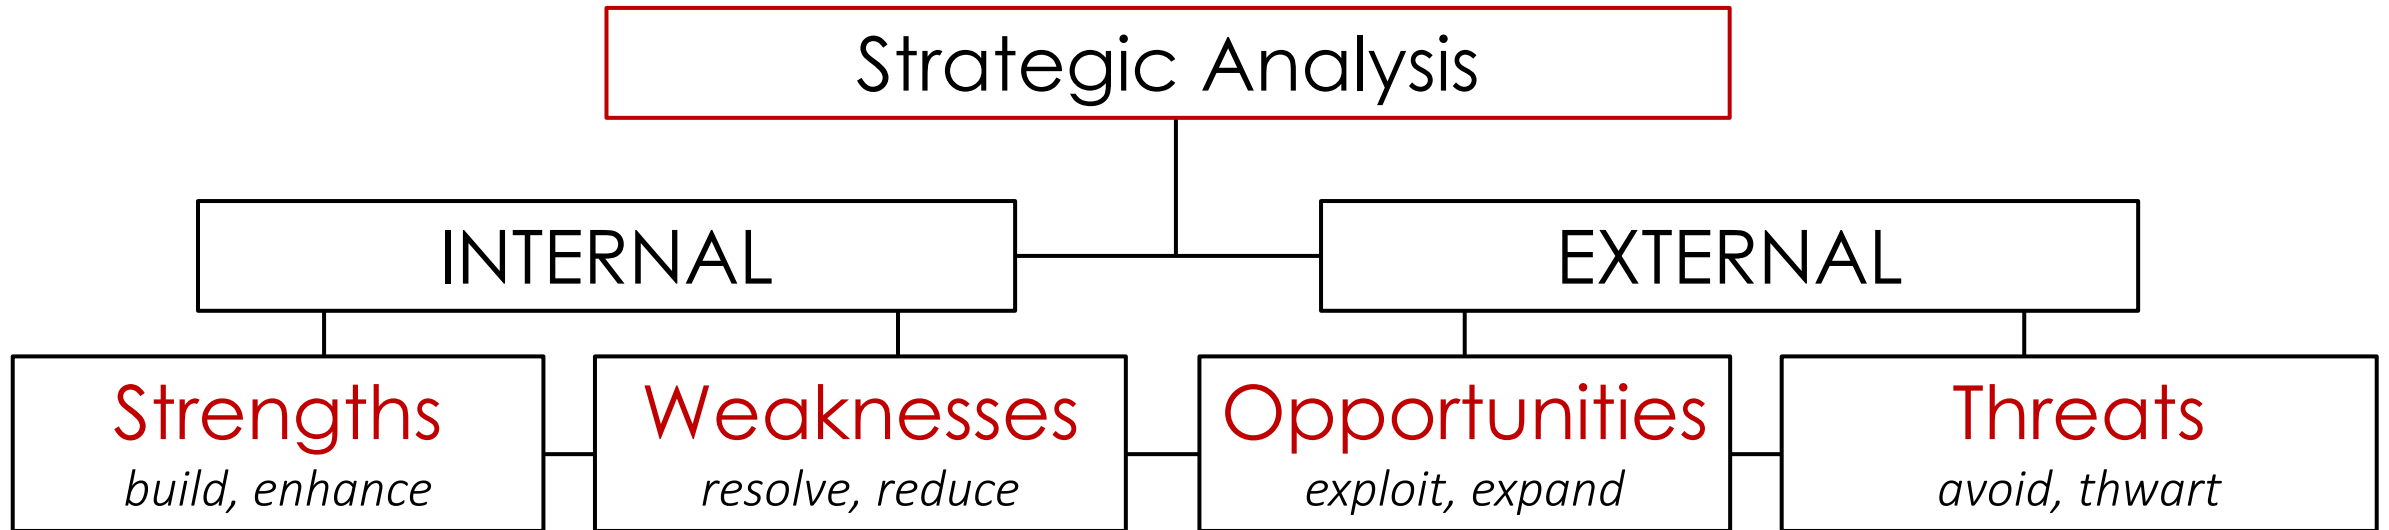 Strategic Analysis
INTERNAL
EXTERNAL
Strengths
build, enhance
Weaknesses
resolve, reduce
Opportunities
exploit, expand
Threats
avoid, thwart